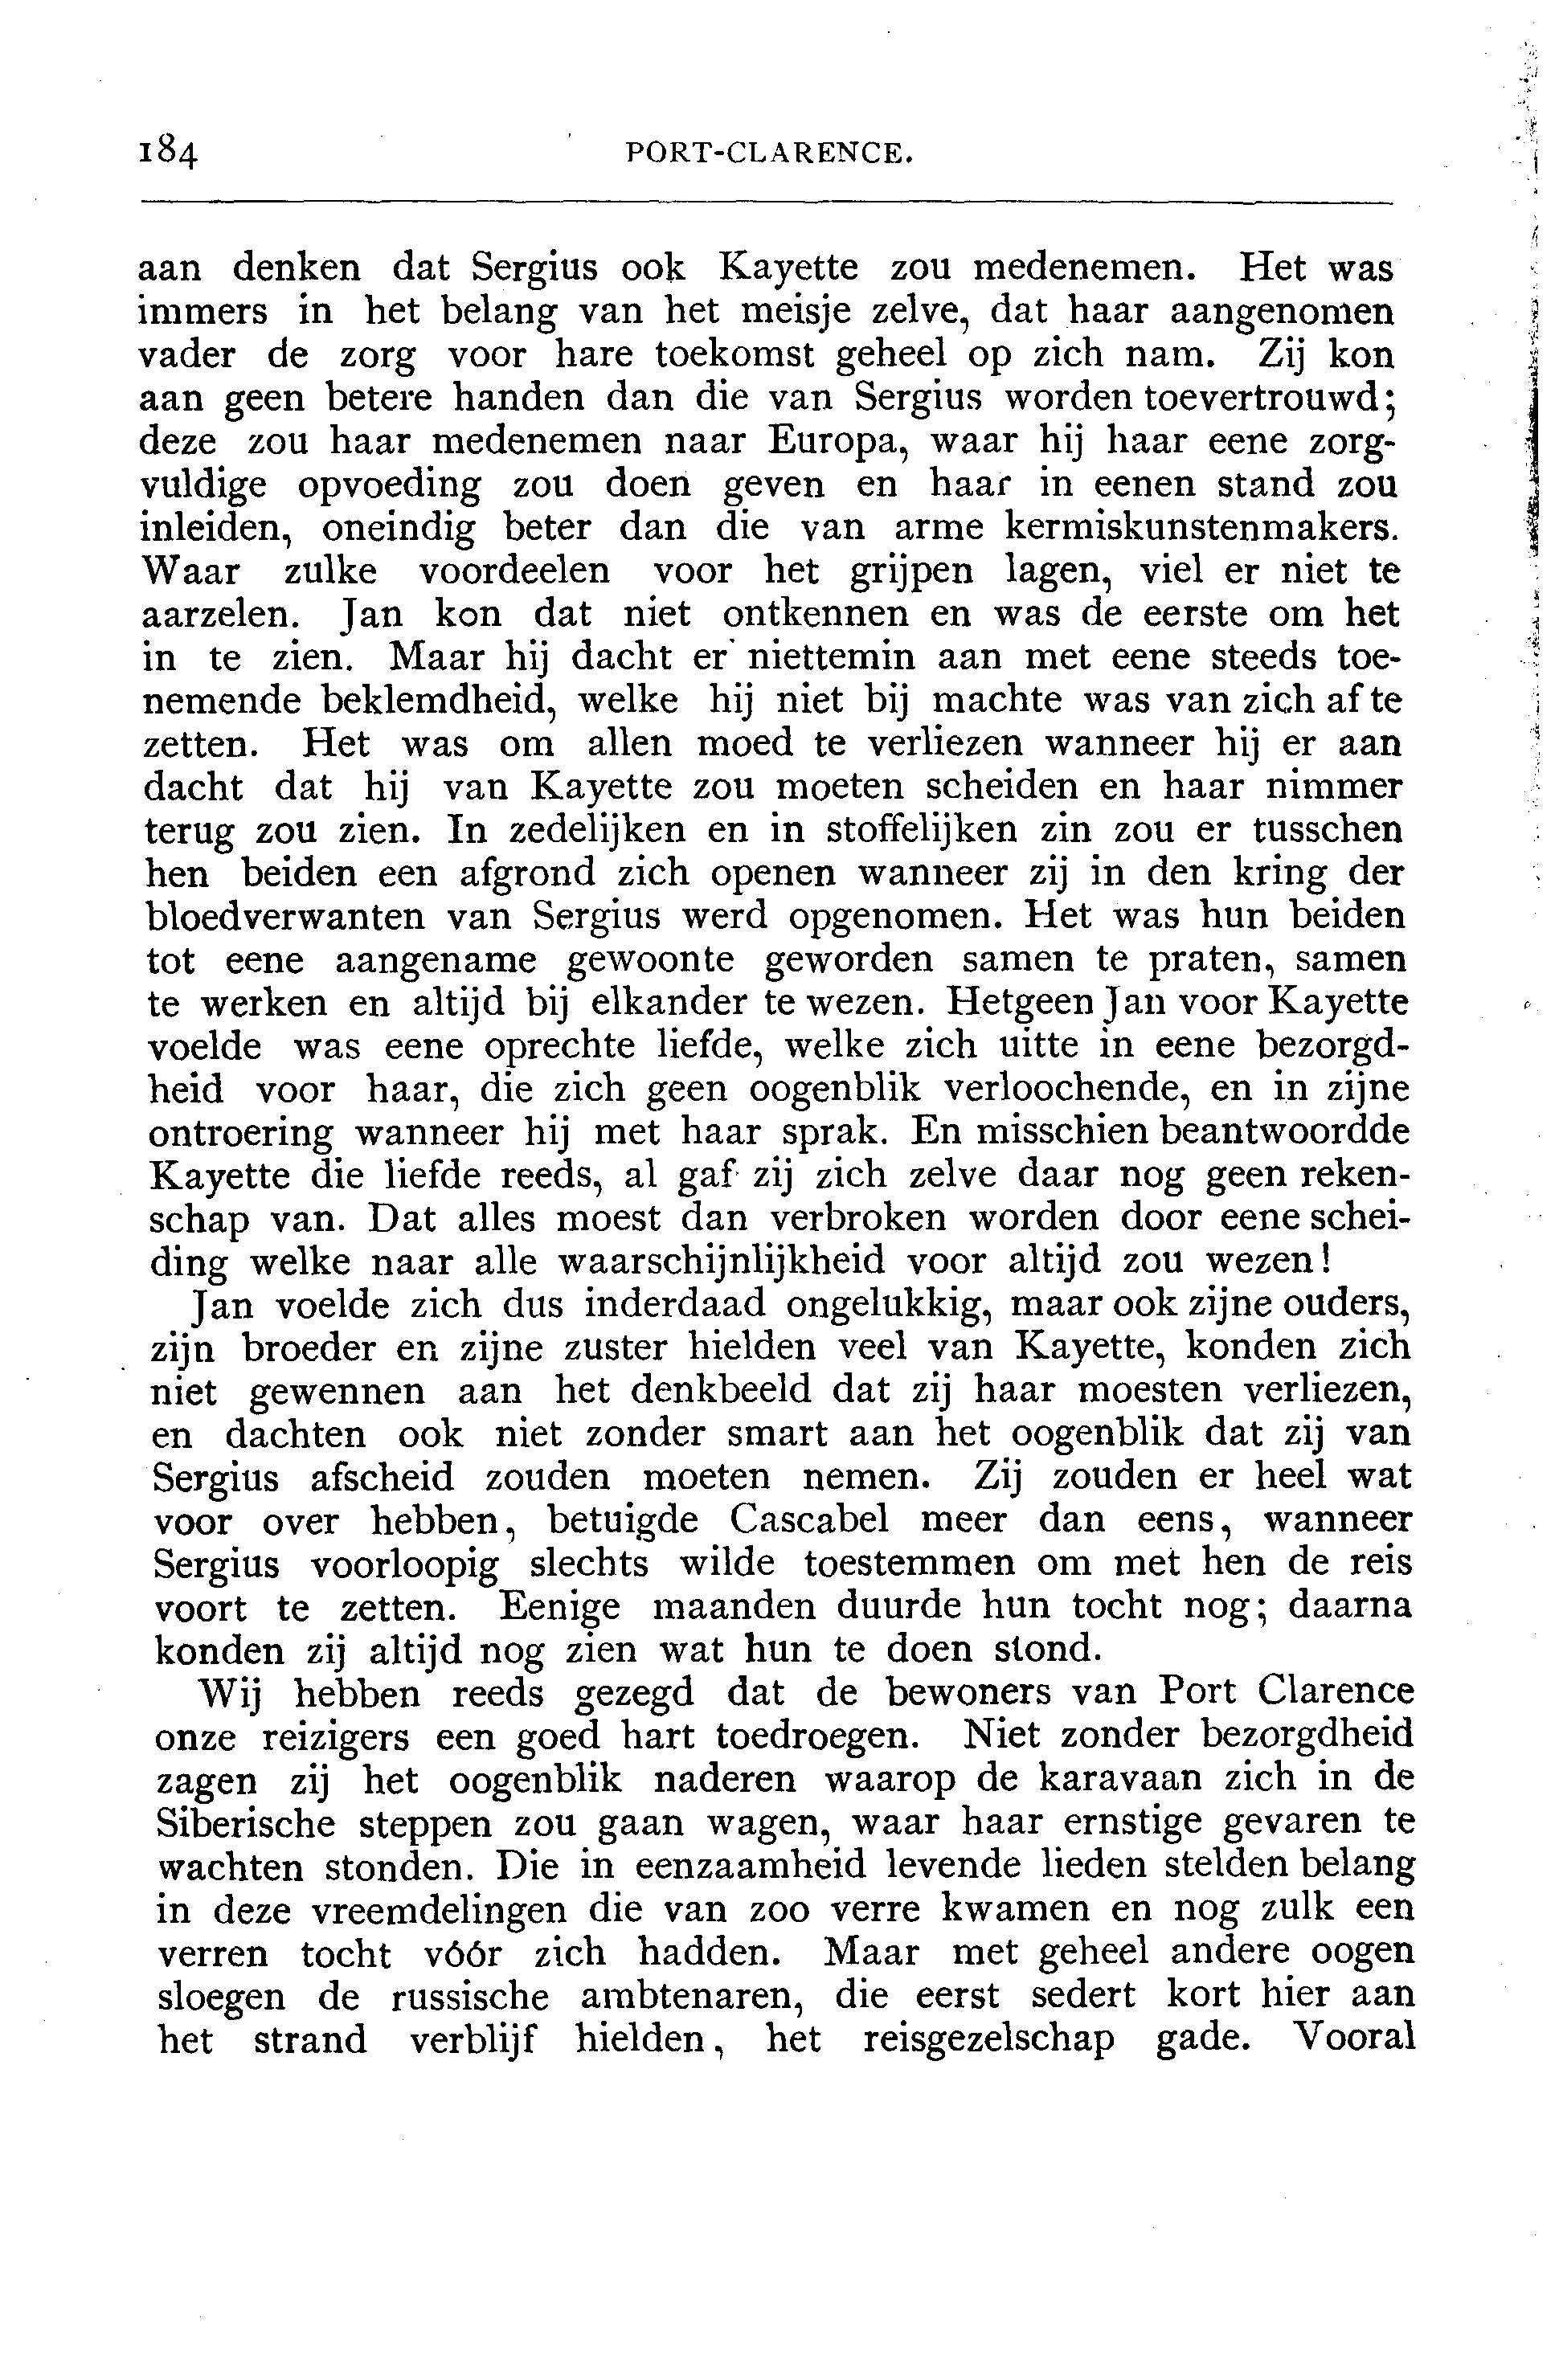 184
PORT-CLARENCE.
aan denken dat Sergius ook Kayette zou medenemen. Het was
immers in het belang van het meisje zelve, dat haar aangenomen
vader de zorg voor hare toekomst geheel op zich nam. Zij kon
aan geen betere handen dan die van Sergius worden toevertrouwd;
deze zou haar medenemen naar Europa, waar hij haar eene zorg-
vuldige opvoeding zou doen geven en haar in eenen stand zou
inleiden, oneindig beter dan die van arme kermiskunstenmakers.
Waar zulke voordeelen voor het grijpen lagen, viel er niet te
aarzelen. Jan kon dat niet ontkennen en was de eerste om het
in te zien. Maar hij dacht er niettemin aan met eene steeds toe-
nemende beklemdheid, welke hij niet bij machte was van zich af te
zetten. Het was om allen moed te verliezen wanneer hij er aan
dacht dat hij van Kayette zou moeten scheiden en haar nimmer
terug zou zien. In zedelijken en in stoffelijken zin zou er tusschen
hen beiden een afgrond zich openen wanneer zij in den kring der
bloedverwanten van Sergius werd opgenomen. Het was hun beiden
tot eene aangename gewoonte geworden samen te praten, samen
te werken en altijd bij elkander te wezen. Hetgeen Jan voor Kayette
voelde was eene oprechte liefde, welke zich uitte in eene bezorgd-
heid voor haar, die zich geen oogenblik verloochende, en in zijne
ontroering wanneer hij met haar sprak. En misschien beantwoordde
Kayette die liefde reeds, al gaf zij zich zelve daar nog geen reken-
schap van. Dat alles moest dan verbroken worden door eene schei-
ding welke naar alle waarschijnlijkheid voor altijd zou wezen!
Jan voelde zich dus inderdaad ongelukkig, maar ook zijne ouders,
zijn broeder en zijne zuster hielden veel van Kayette, konden zich
niet gewennen aan het denkbeeld dat zij haar moesten verliezen,
en dachten ook niet zonder smart aan het oogenblik dat zij van
Sergius afscheid zouden moeten nemen. Zij zouden er heel wat
voor over hebben, betuigde Cascabel meer dan eens, wanneer
Sergius voorloopig slechts wilde toestemmen om met hen de reis
voort te zetten. Eenige maanden duurde hun tocht nog; daarna
konden zij altijd nog zien wat hun te doen stond.
Wij hebben reeds gezegd dat de bewoners van Port Clarence
onze reizigers een goed hart toedroegen. Niet zonder bezorgdheid
zagen zij het oogenblik naderen waarop de karavaan zich in de
Siberische steppen zou gaan wagen, waar haar ernstige gevaren te
wachten stonden. Die in eenzaamheid levende lieden stelden belang
in deze vreemdelingen die van zoo verre kwamen en nog zulk een
verren tocht vóór zich hadden. Maar met geheel andere oogen
sloegen de russische ambtenaren, die eerst sedert kort hier aan
het strand verblijf hielden, het reisgezelschap gade. Vooral